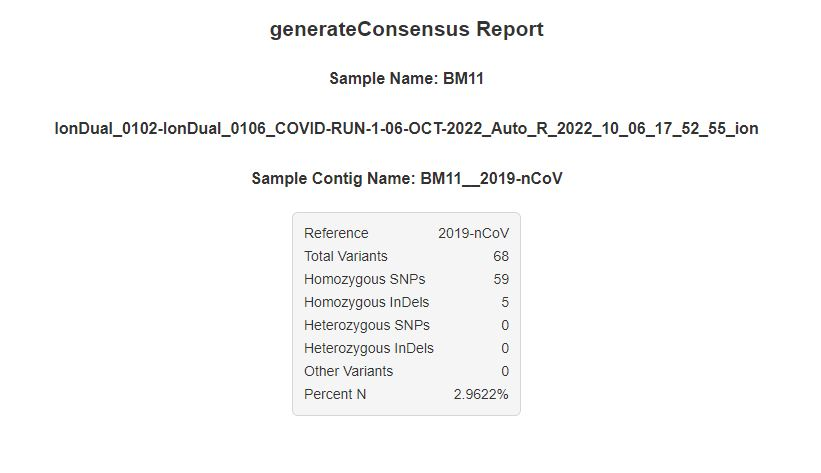 generateConsensus Report
Sample Name: BM11
IonDual_0102-IonDual_0106_COVID-RUN-1-06-OCT-2022_Auto_R_2022_10_06_17_52_55_ion
Sample Contig Name: BM11__2019-nCoV
Reference 2019-nCoV
Total Variants 68
Homozygous SNPs 59
Homozygous InDels 5
Heterozygous SNPs 0
Heterozygous InDels 0
Other Variants 0
Percent N 2.9622%